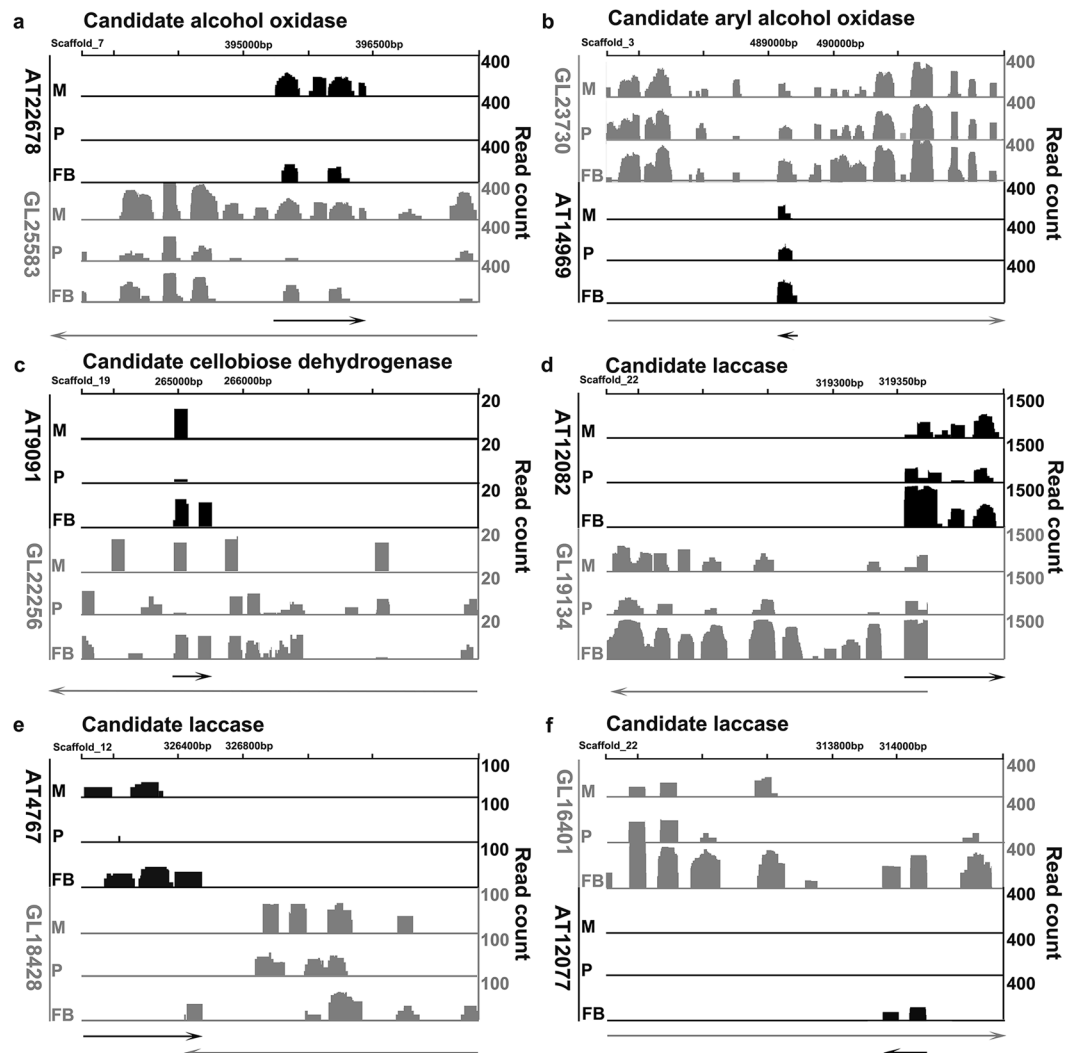 a Candidate alcohol oxidase
Scaffold_7 395000bp 396500bp
AT22678
M 400
P 400
FB 400
GL25583
M 400
P 400
FB 400
Read count
b Candidate aryl alcohol oxidase
Scaffold_3 489000bp 490000bp
GL23730
M 400
P 400
FB 400
AT14969
M 400
P 400
FB 400
Read count
c Candidate cellobiose dehydrogenase
Scaffold_19 265000bp 266000bp
AT9091
M 20
P 20
FB 20
GL22256
M 20
P 20
FB 20
Read count
d Candidate laccase
Scaffold_22 319300bp 319350bp
AT12082
M 1500
P 1500
FB 1500
GL19134
M 1500
P 1500
FB 1500
Read count
e Candidate laccase
Scaffold_12 326400bp 326800bp
AT4767
M 100
P 100
FB 100
GL18428
M 100
P 100
FB 100
Read count
f Candidate laccase
Scaffold_22 313800bp 314000bp
GL16401
M 400
P 400
FB 400
AT12077
M 400
P 400
FB 400
Read count